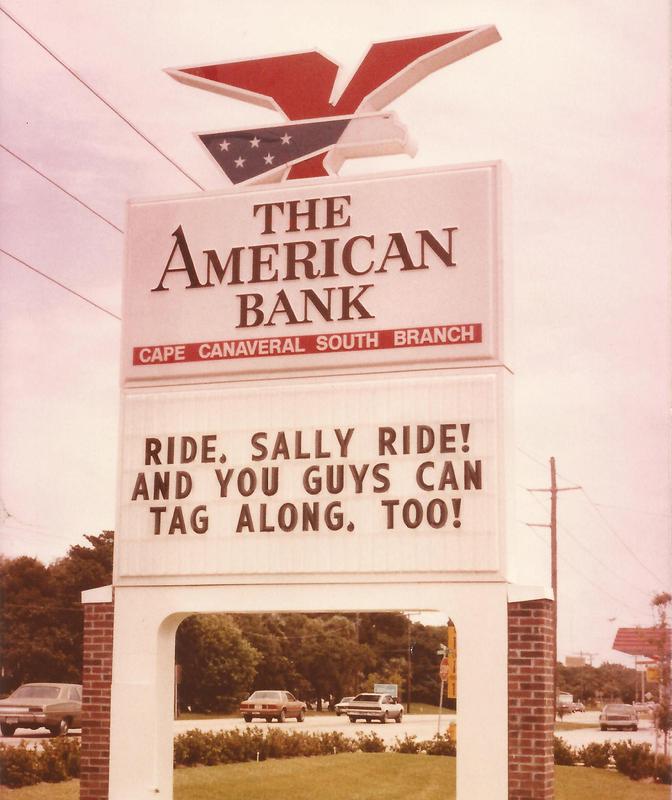 THE
AMERICAN
BANK
CAPE CANAVERAL SOUTH BRANCH
RIDE, SALLY RIDE!
AND YOU GUYS CAN
TAG ALONG, TOO!